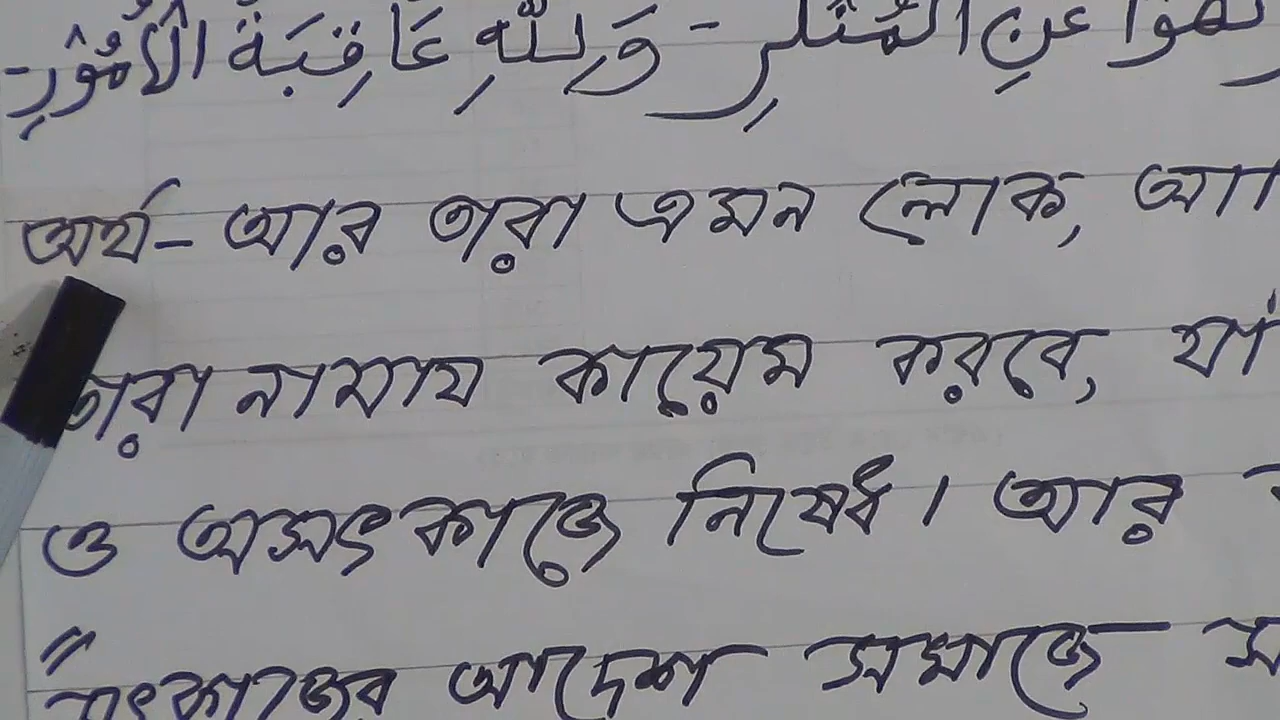 عَنِ الْمُنْكَرِ - وَلِلّٰهِ عَاقِبَةُ الْاُمُوْرِ -
অর্থ - আর তারা এমন লোক,
তারা নামায কায়েম করবে,
ও অসৎকাজে নিষেধ। আর
"সৎকাজের আদেশ সমাজে